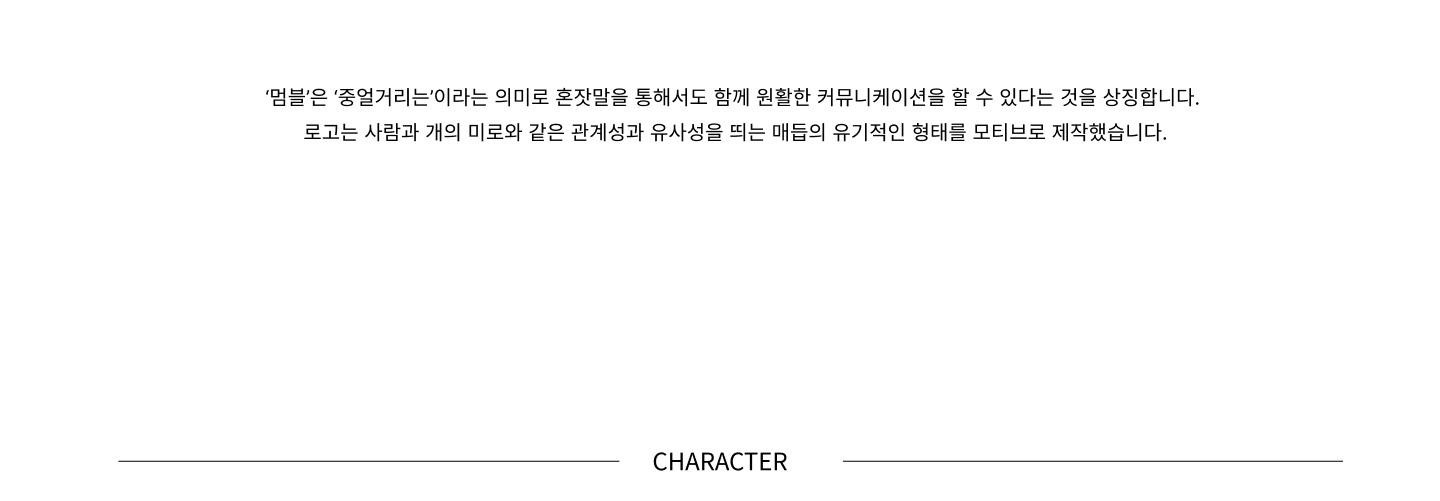 ‘멈블’은 ‘중얼거리는’이라는 의미로 혼잣말을 통해서도 함께 원활한 커뮤니케이션을 할 수 있다는 것을 상징합니다.
로고는 사람과 개의 미로와 같은 관계성과 유사성을 띄는 매듭의 유기적인 형태를 모티브로 제작했습니다.
CHARACTER